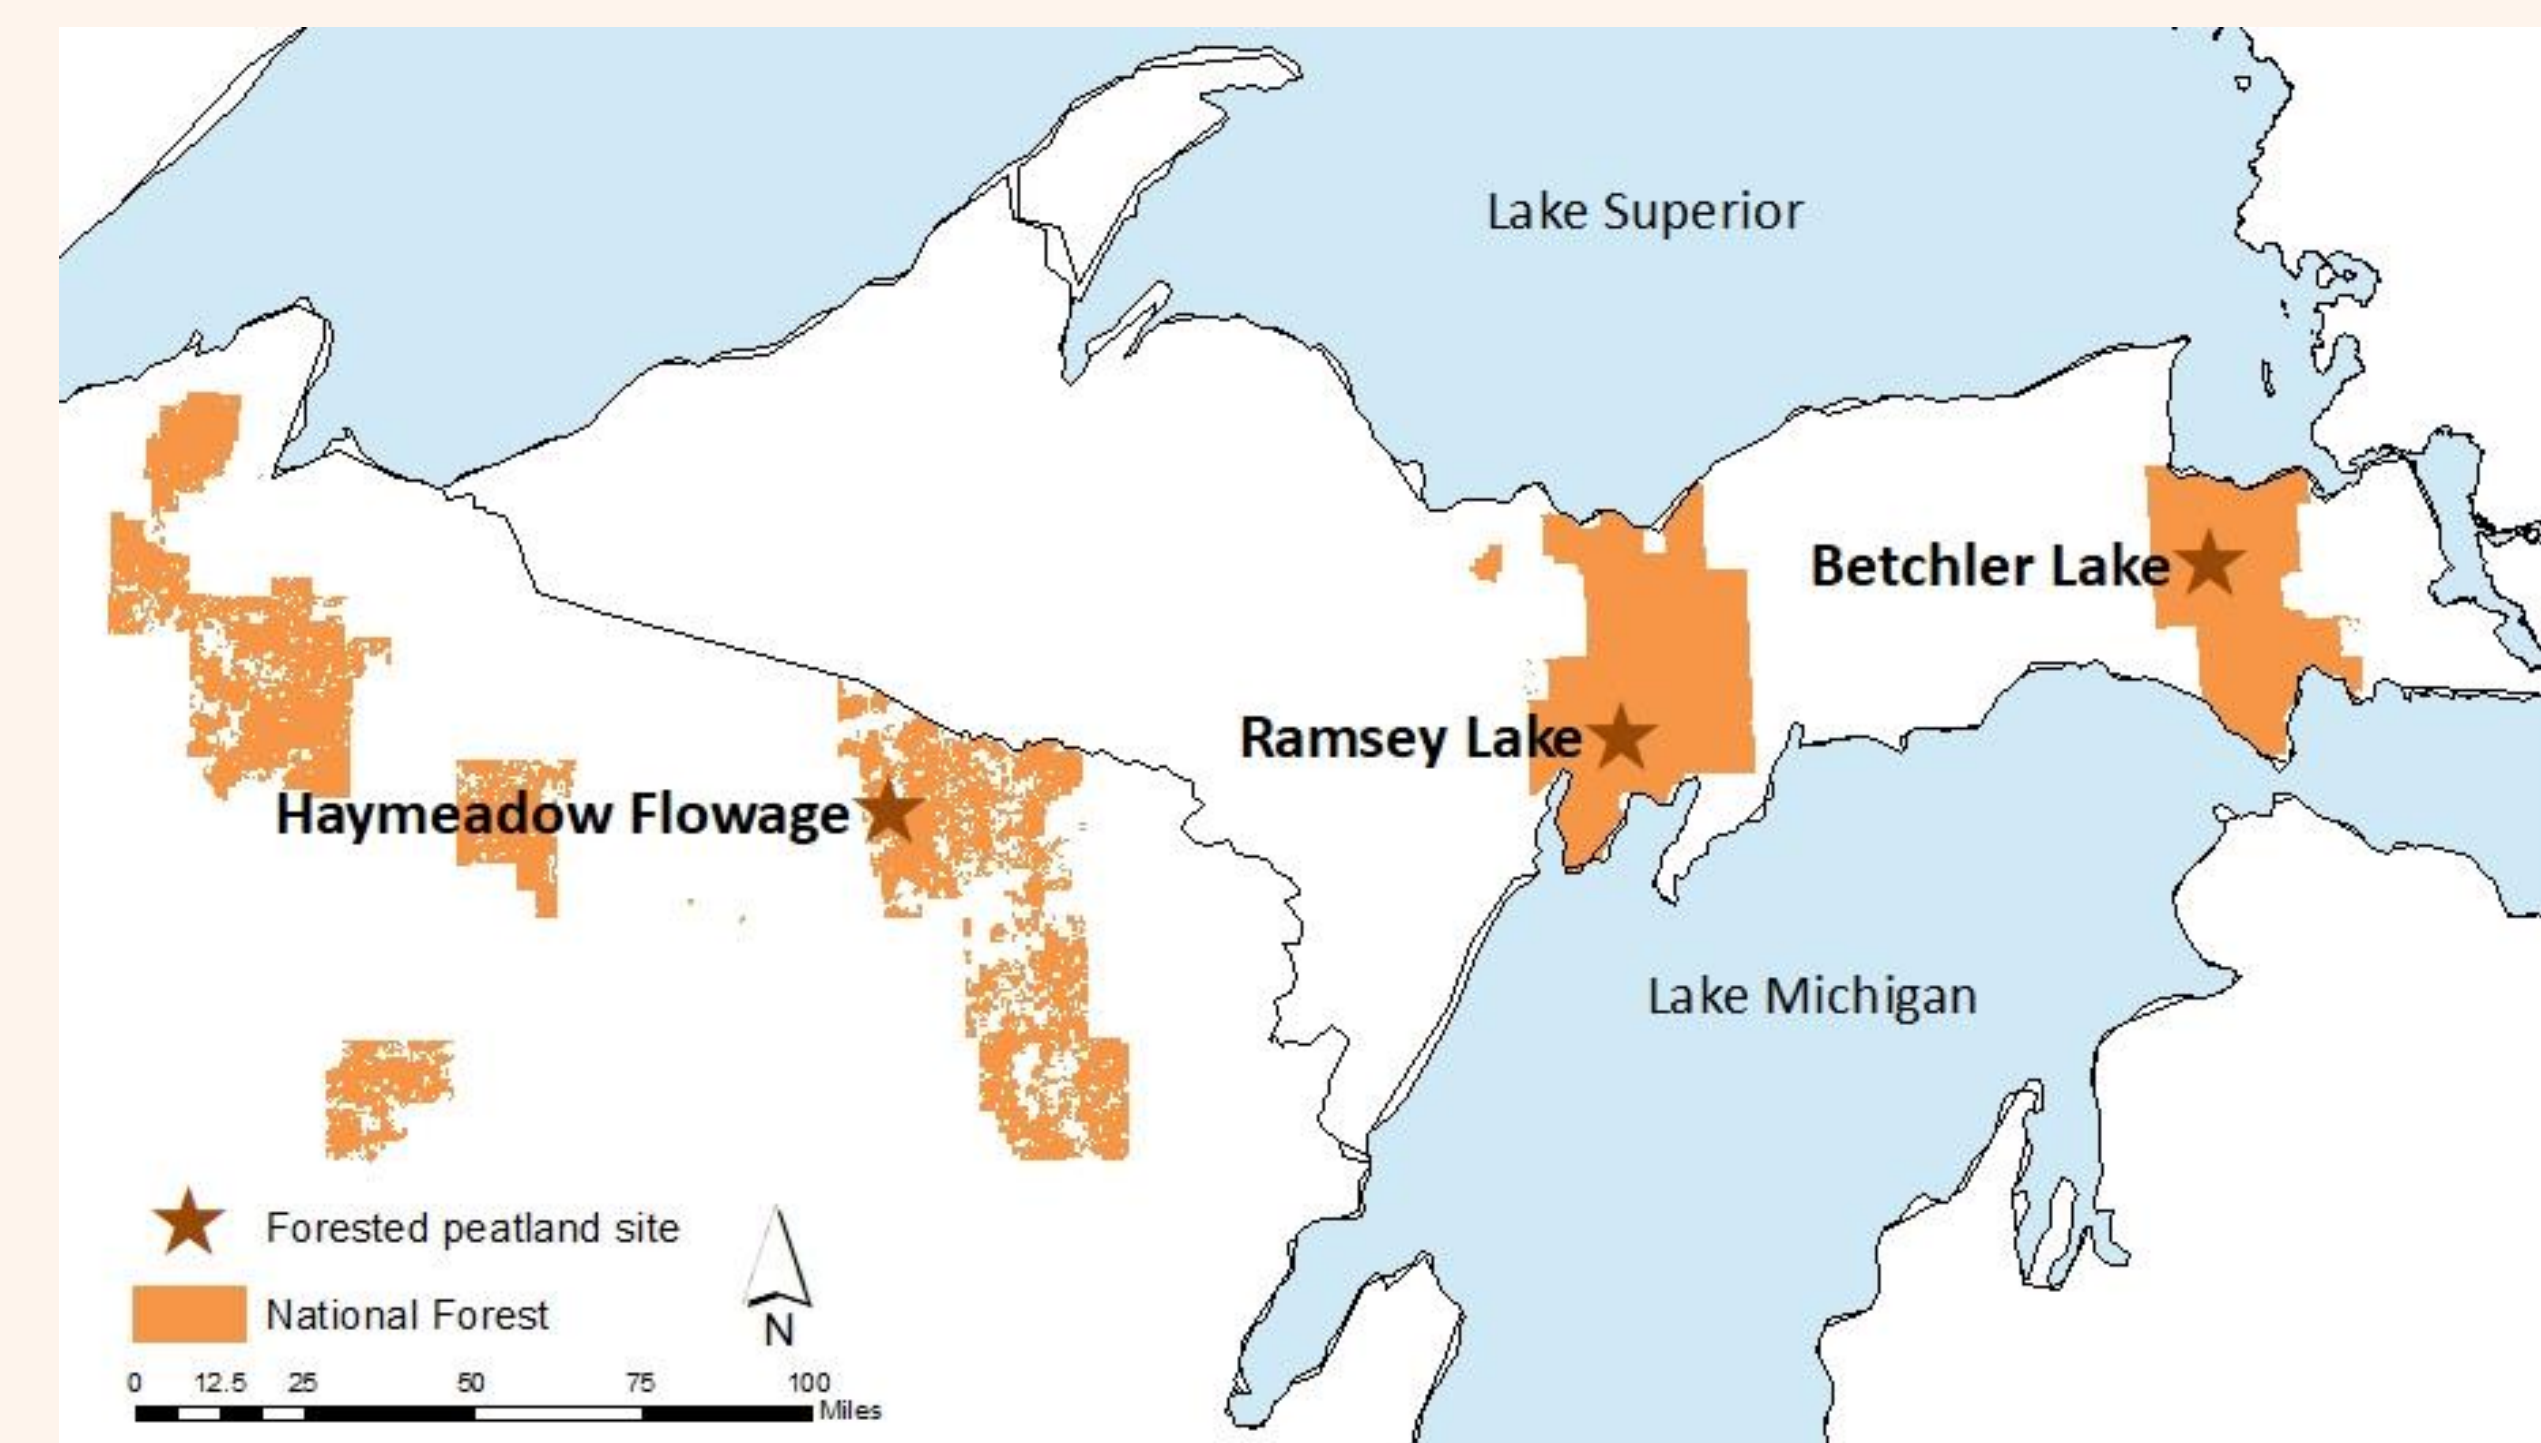 Lake Superior
Betchler Lake
Ramsey Lake
Haymeadow Flowage
Lake Michigan
Forested peatland site
National Forest
N
0 12.5 25 50 75 100
Miles